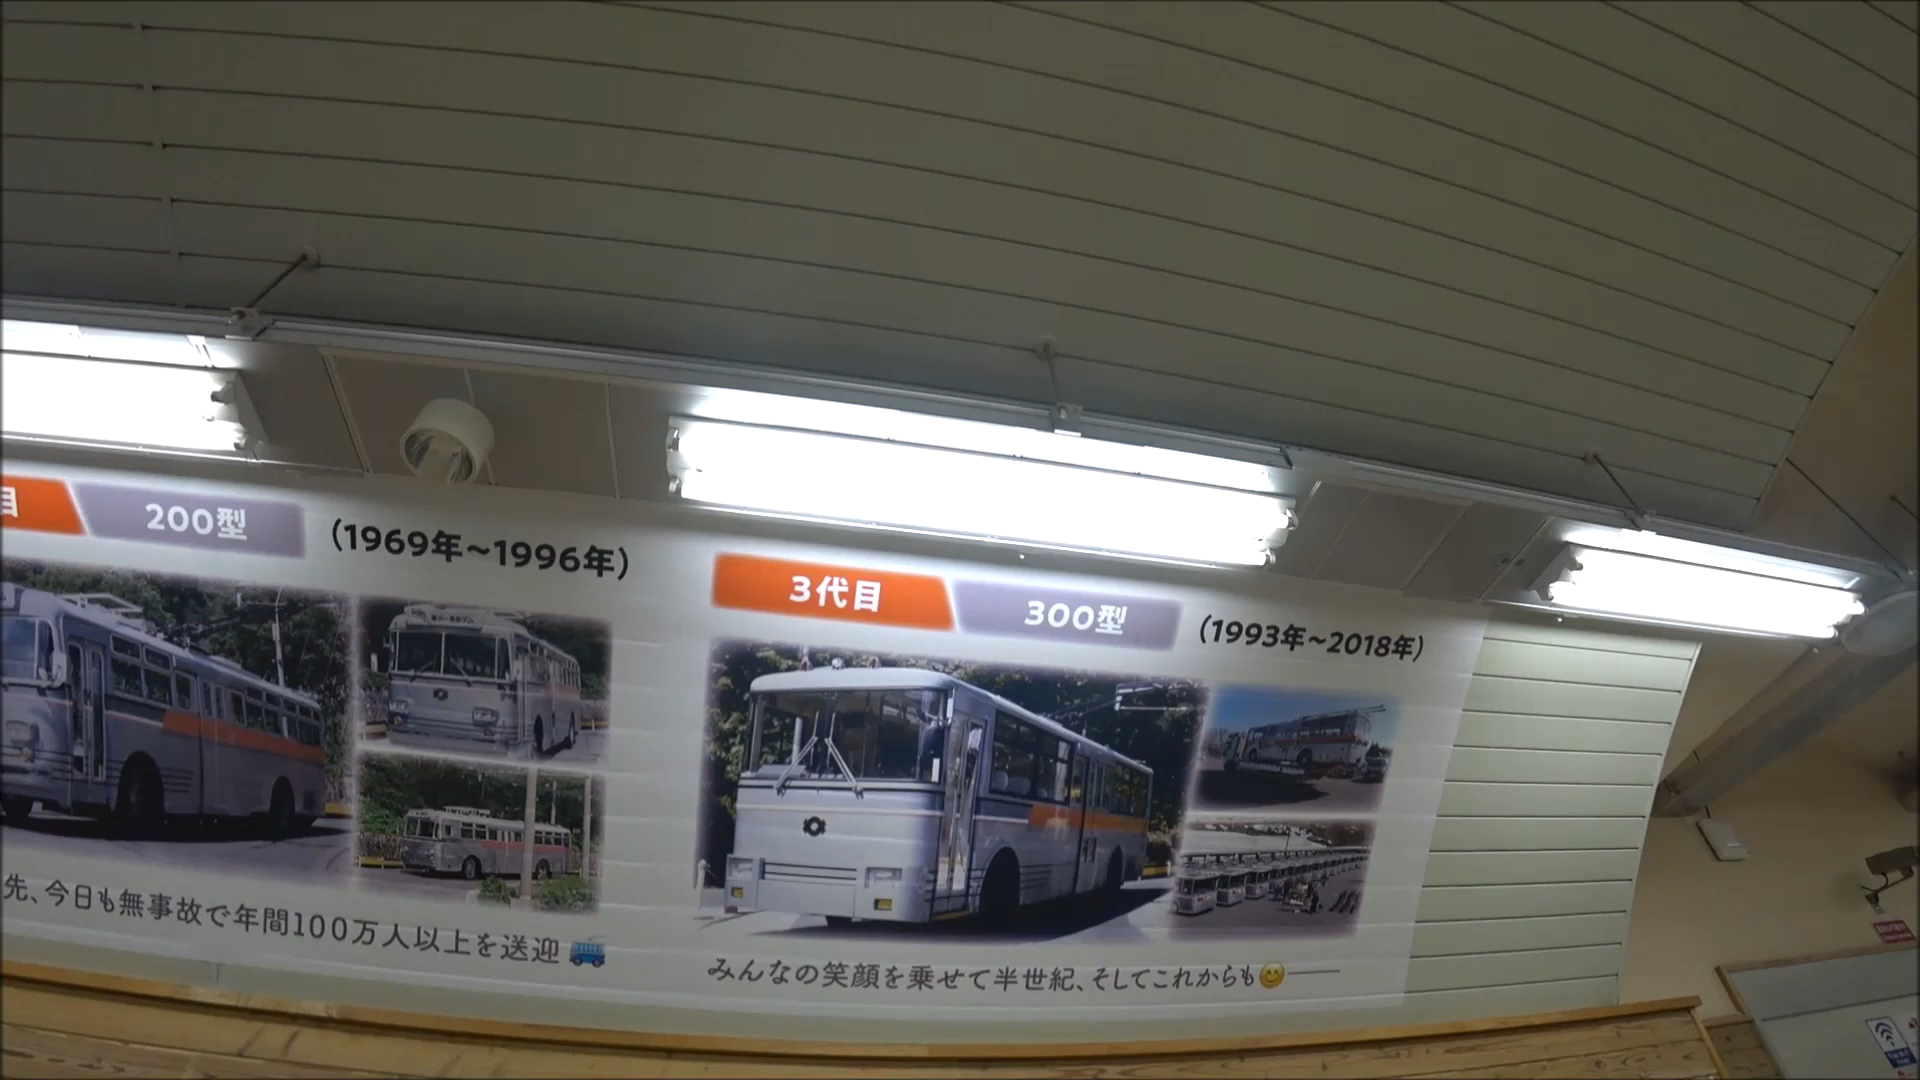 目
200型
(1969年~1996年)
3代目
300型
(1993年~2018年)
先、今日も無事故で年間100万人以上を送迎
みんなの笑顔を乗せて半世紀、そしてこれからも😊——